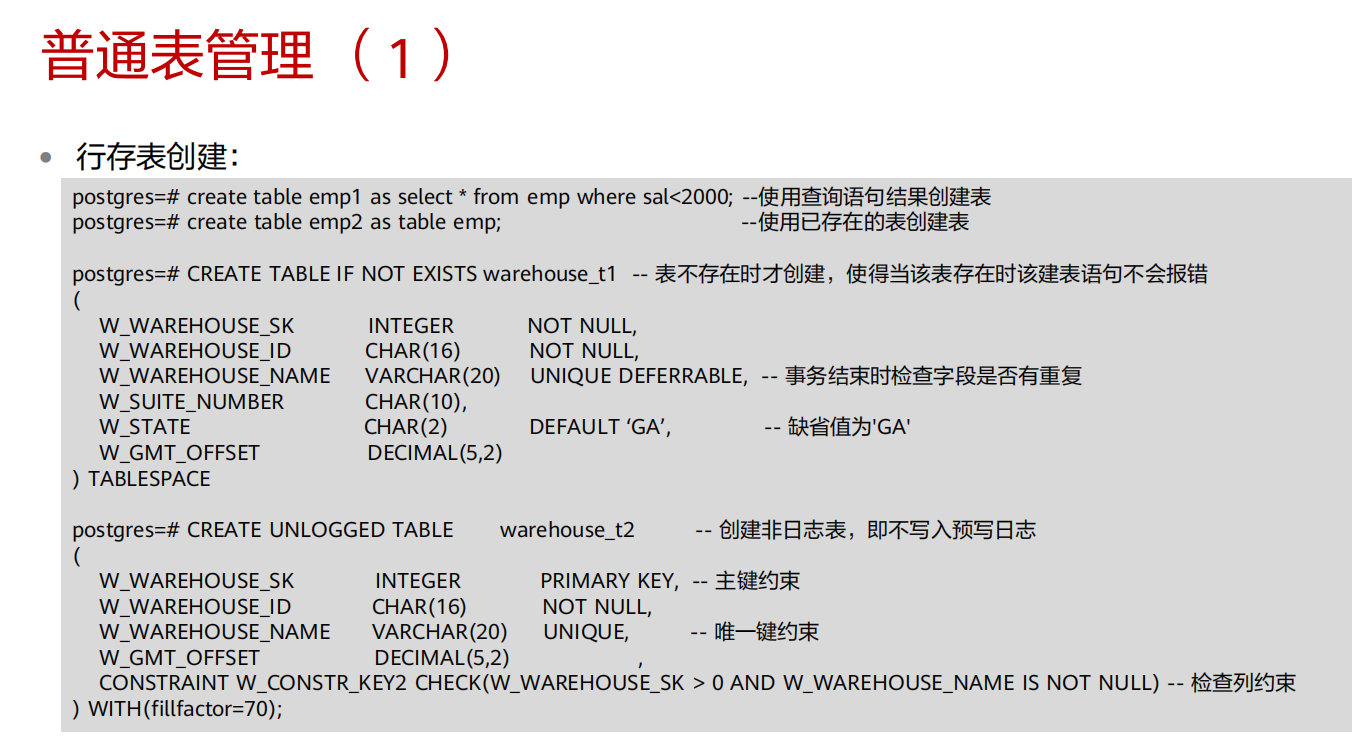 普通表管理（1）
• 行存表创建：
postgres=# create table emp1 as select * from emp where sal<2000; --使用查询语句结果创建表
postgres=# create table emp2 as table emp; --使用已存在的表创建表
postgres=# CREATE TABLE IF NOT EXISTS warehouse_t1 -- 表不存在时才创建，使得当该表存在时该建表语句不会报错
(
W_WAREHOUSE_SK INTEGER NOT NULL,
W_WAREHOUSE_ID CHAR(16) NOT NULL,
W_WAREHOUSE_NAME VARCHAR(20) UNIQUE DEFERRABLE, -- 事务结束时检查字段是否有重复
W_SUITE_NUMBER CHAR(10),
W_STATE CHAR(2) DEFAULT ‘GA’, -- 缺省值为'GA'
W_GMT_OFFSET DECIMAL(5,2)
) TABLESPACE
postgres=# CREATE UNLOGGED TABLE warehouse_t2 -- 创建非日志表，即不写入预写日志
(
W_WAREHOUSE_SK INTEGER PRIMARY KEY, -- 主键约束
W_WAREHOUSE_ID CHAR(16) NOT NULL,
W_WAREHOUSE_NAME VARCHAR(20) UNIQUE, -- 唯一键约束
W_GMT_OFFSET DECIMAL(5,2) ,
CONSTRAINT W_CONSTR_KEY2 CHECK(W_WAREHOUSE_SK > 0 AND W_WAREHOUSE_NAME IS NOT NULL) -- 检查列约束
) WITH(fillfactor=70);